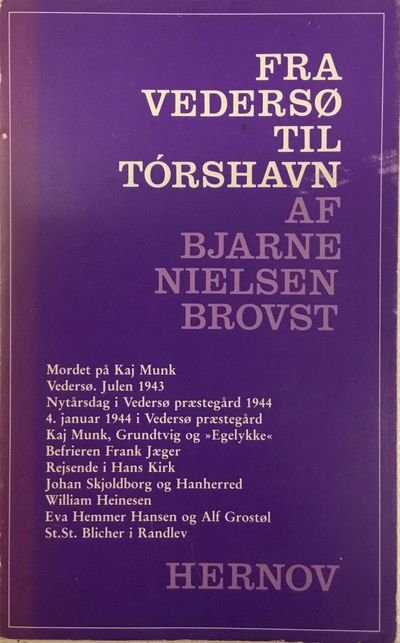 FRA
VEDERSØ
TIL
TÓRSHAVN
AF
BJARNE
NIELSEN
BROVST
Mordet på Kaj Munk
Vedersø. Julen 1943
Nytårsdag i Vedersø præstegård 1944
4. januar 1944 i Vedersø præstegård
Kaj Munk, Grundtvig og »Egelykke«
Befrieren Frank Jæger
Rejsende i Hans Kirk
Johan Skjoldborg og Hanherred
William Heinesen
Eva Hemmer Hansen og Alf Grostøl
St.St. Blicher i Randlev
HERNOV